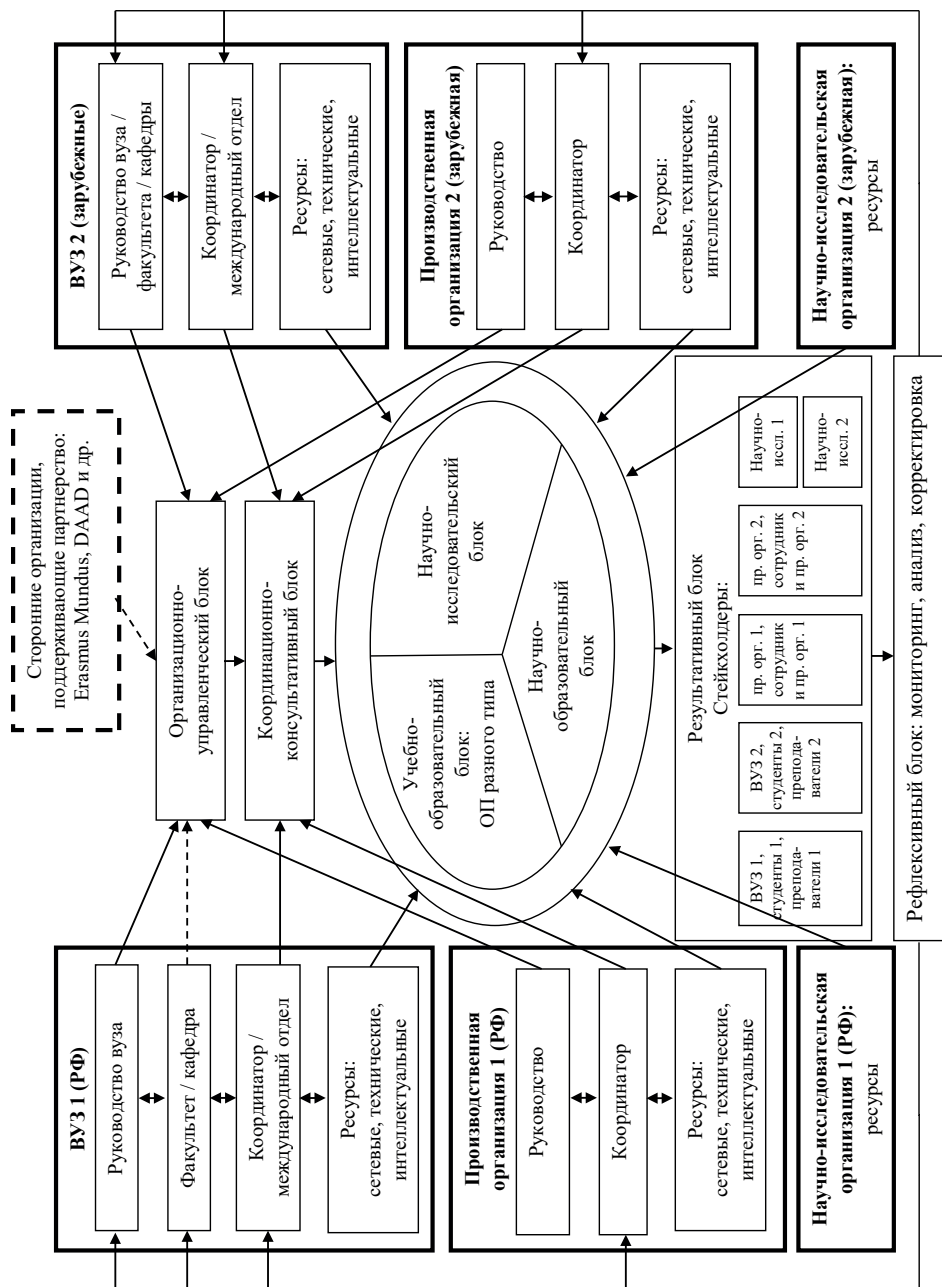 Сторонние организации,
поддерживающие партнерство:
Erasmus Mundus, DAAD и др.
ВУЗ 1 (РФ)
Руководство вуза
Факультет / кафедра
Координатор /
международный отдел
Ресурсы:
сетевые, технические,
интеллектуальные
Организационно-
управленческий блок
Координационно-
консультативный блок
ВУЗ 2 (зарубежные)
Руководство вуза /
факультета / кафедры
Координатор /
международный отдел
Ресурсы:
сетевые, технические,
интеллектуальные
Учебно-
образовательный
блок:
ОП разного типа
Научно-
исследовательский
блок
Научно-
образовательный
блок
Производственная
организация 1 (РФ)
Руководство
Координатор
Ресурсы:
сетевые, технические,
интеллектуальные
Производственная
организация 2 (зарубежная)
Руководство
Координатор
Ресурсы:
сетевые, технические,
интеллектуальные
Результативный блок
Стейкхолдеры:
ВУЗ 1,
студенты 1,
препода-
ватели 1
ВУЗ 2,
студенты 2,
препода-
ватели 2
пр. орг. 1,
сотрудник
и пр. орг. 1
пр. орг. 2,
сотрудник
и пр. орг. 2
Научно-
иссл. 1
Научно-
иссл. 2
Научно-исследовательская
организация 1 (РФ):
ресурсы
Научно-исследовательская
организация 2 (зарубежная):
ресурсы
Рефлексивный блок: мониторинг, анализ, корректировка